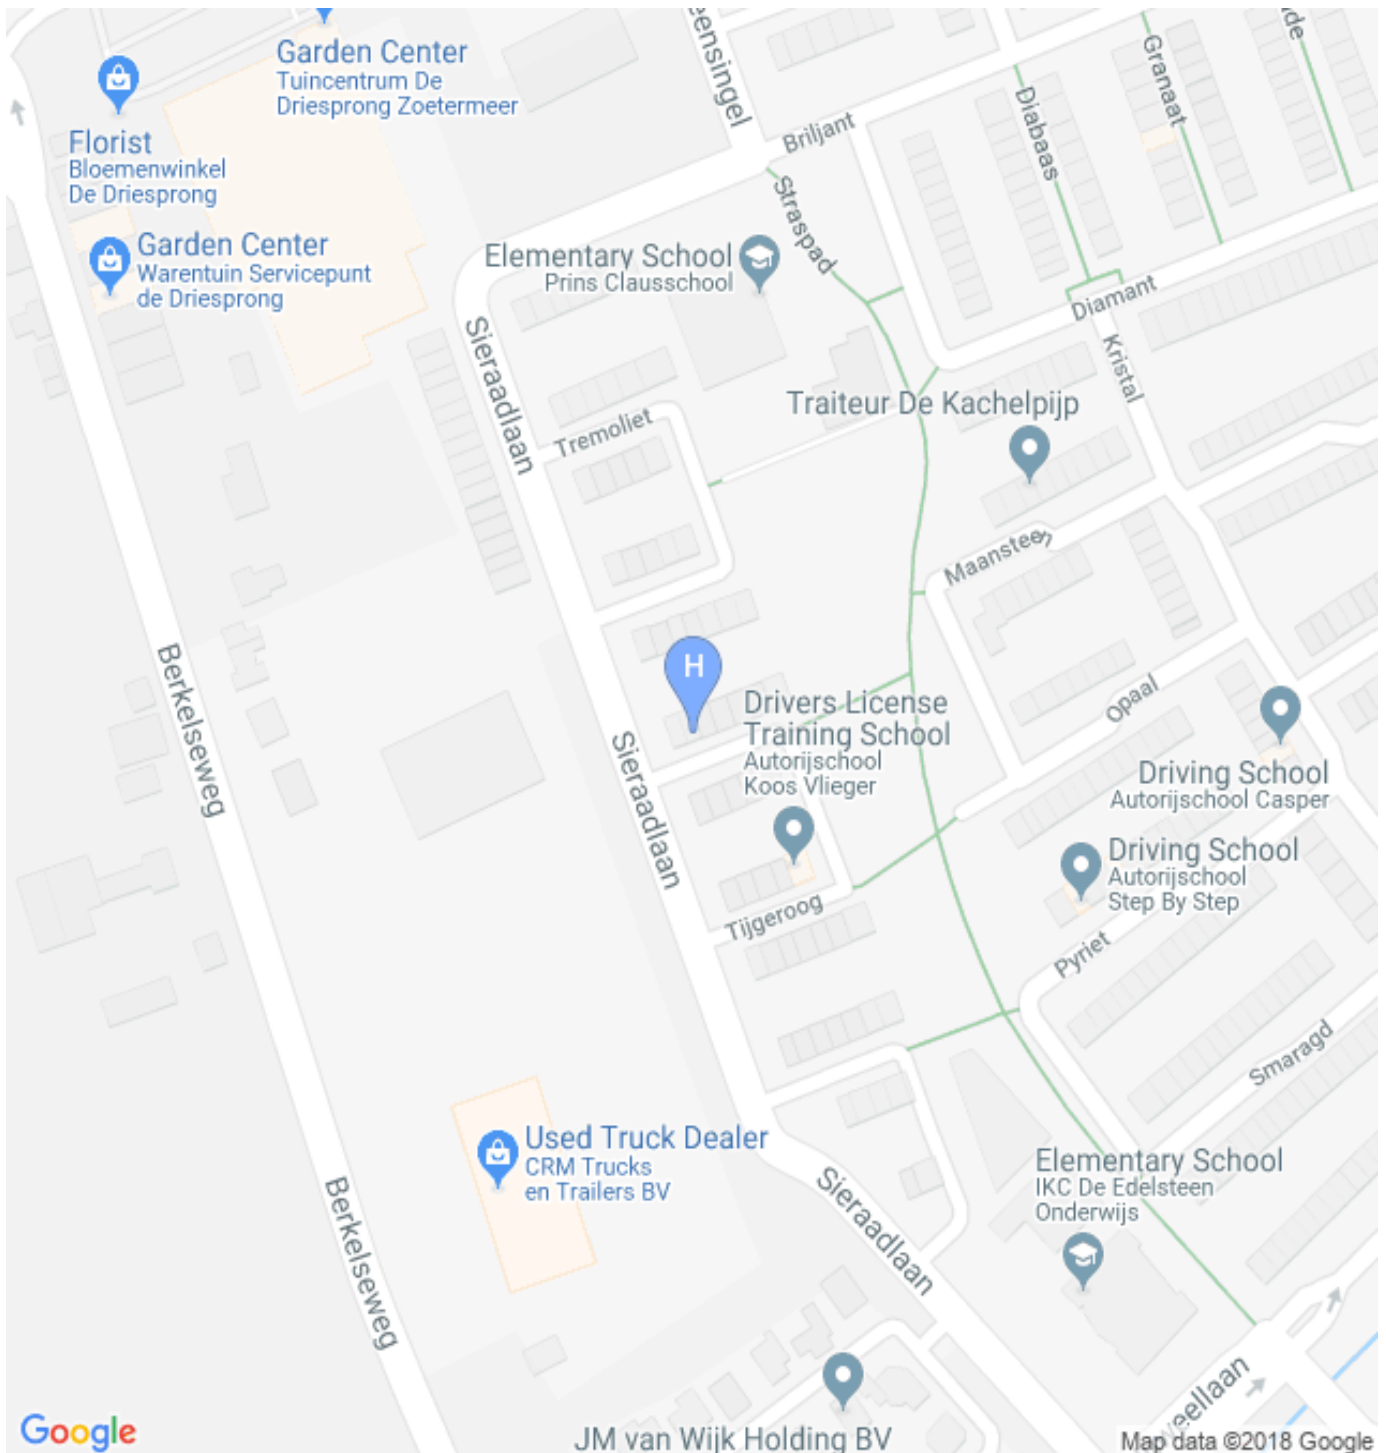 eensingel
Granaat
de
Garden Center
Tuincentrum De
Driesprong Zoetermeer
Florist
Bloemenwinkel
De Driesprong
Briljant
Diabaas
Straspad
Garden Center
Warentuin Servicepunt
de Driesprong
Elementary School
Prins Clausschool
Diamant
Sieraadlaan
Kristal
Tremoliet
Traiteur De Kachelpijp
Maansteen
Berkelseweg
H
Opaal
Sieraadlaan
Drivers License
Training School
Autorijschool
Koos Vlieger
Driving School
Autorijschool Casper
Driving School
Autorijschool
Step By Step
Tijgeroog
Pyriet
Smaragd
Used Truck Dealer
CRM Trucks
en Trailers BV
Elementary School
IKC De Edelsteen
Onderwijs
Berkelseweg
Sieraadlaan
weellaan
JM van Wijk Holding BV
Google
Map data ©2018 Google